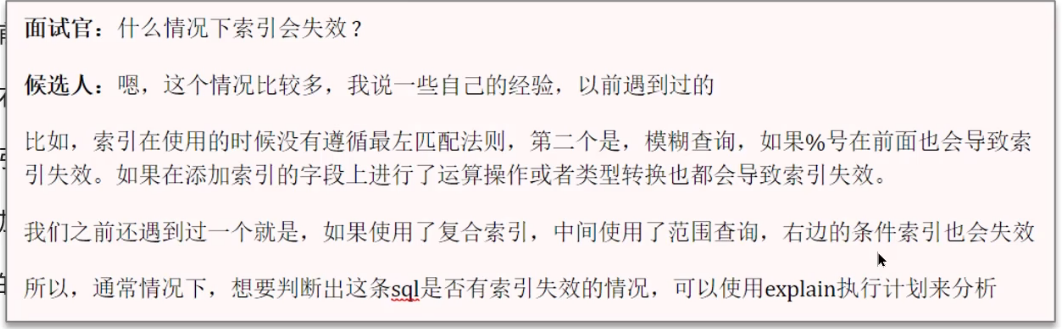 面试官：什么情况下索引会失效？
候选人：嗯，这个情况比较多，我说一些自己的经验，以前遇到过的
比如，索引在使用的时候没有遵循最左匹配法则，第二个是，模糊查询，如果%号在前面也会导致索
引失效。如果在添加索引的字段上进行了运算操作或者类型转换也都会导致索引失效。
我们之前还遇到过一个就是，如果使用了复合索引，中间使用了范围查询，右边的条件索引也会失效
所以，通常情况下，想要判断出这条sql是否有索引失效的情况，可以使用explain执行计划来分析